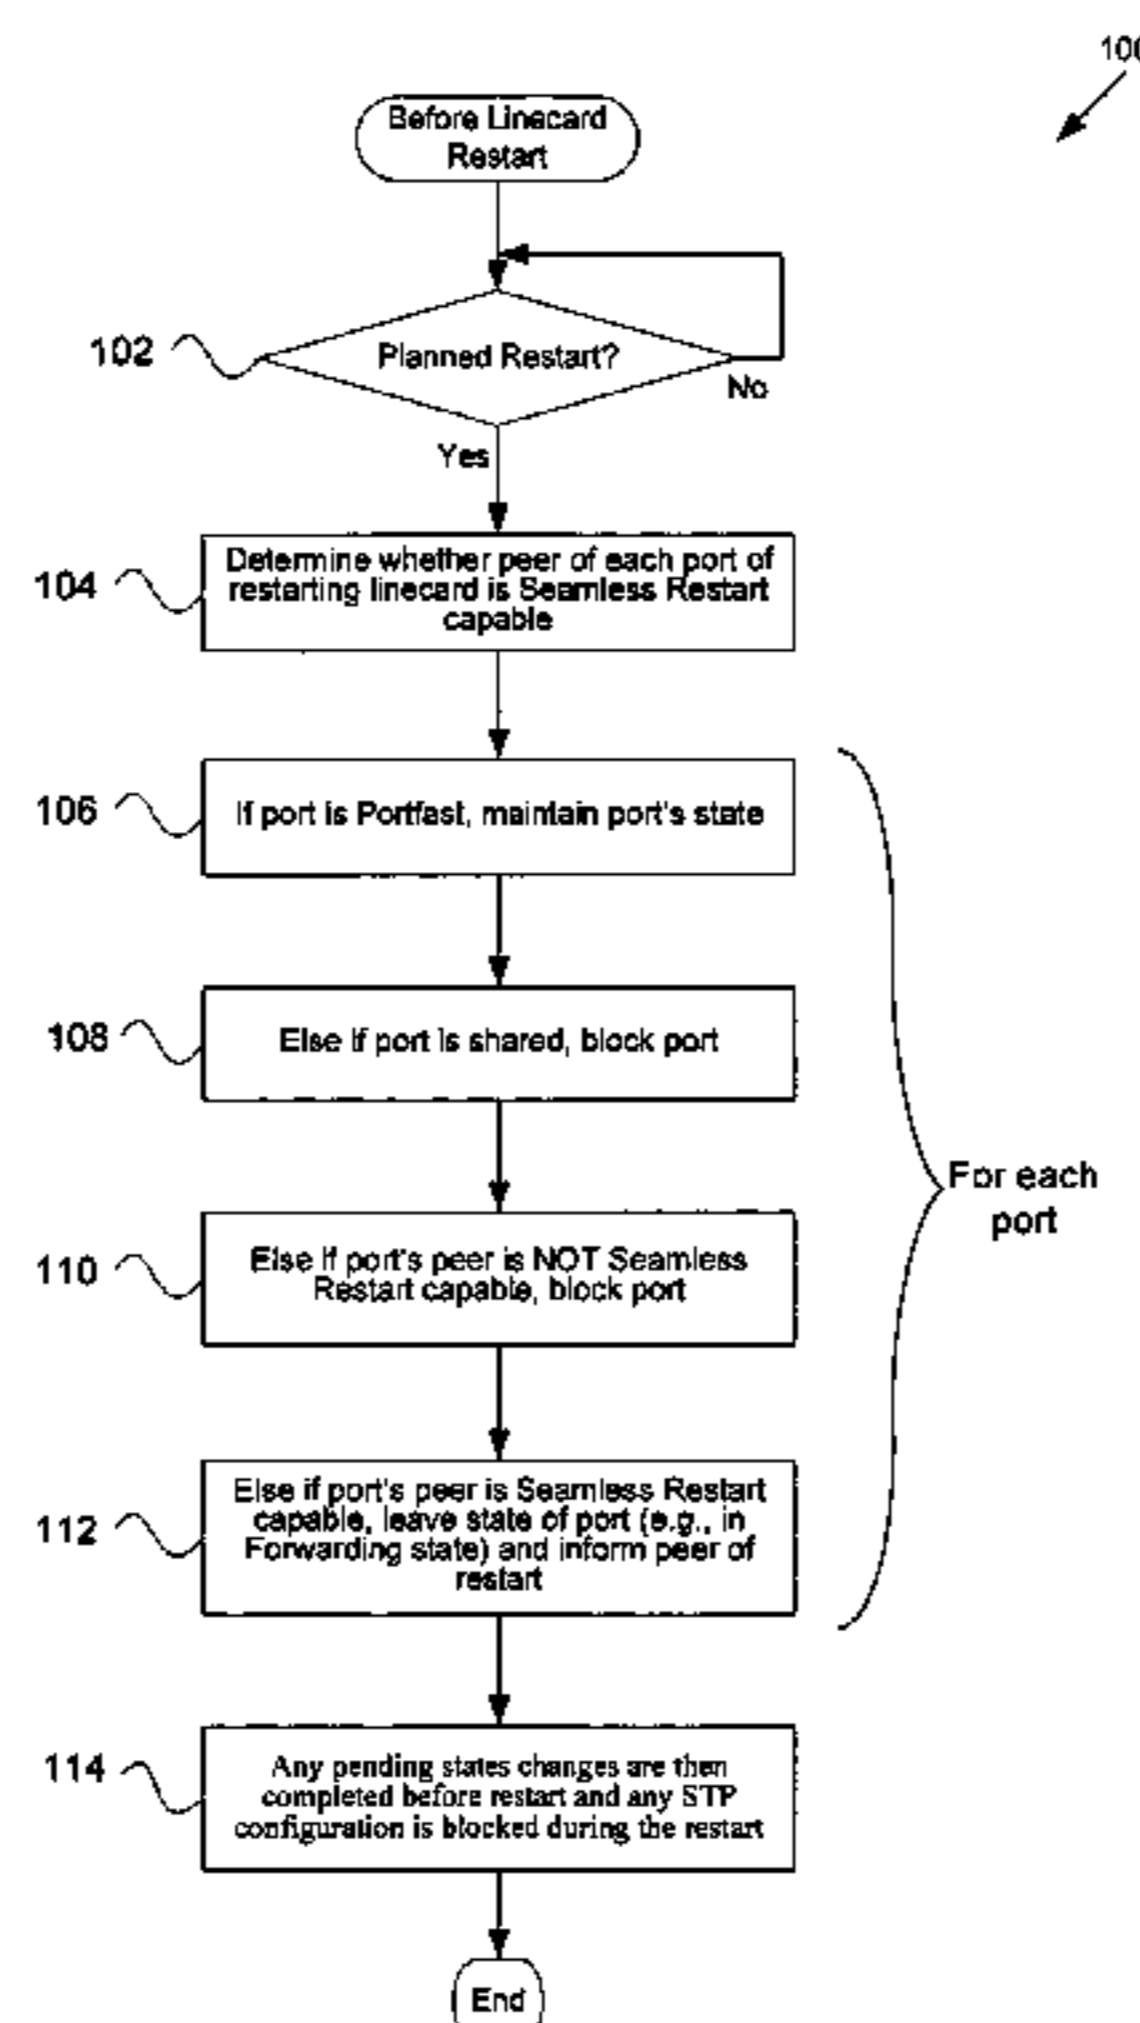 100
Before Linecard
Restart
102
Planned Restart?
No
Yes
104
Determine whether peer of each port of
restarting linecard is Seamless Restart
capable
106
If port is Portfast, maintain port's state
108
Else if port is shared, block port
For each
port
110
Else if port's peer is NOT Seamless
Restart capable, block port
112
Else if port's peer is Seamless Restart
capable, leave state of port (e.g., in
Forwarding state) and inform peer of
restart
114
Any pending states changes are then
completed before restart and any STP
configuration is blocked during the restart
End